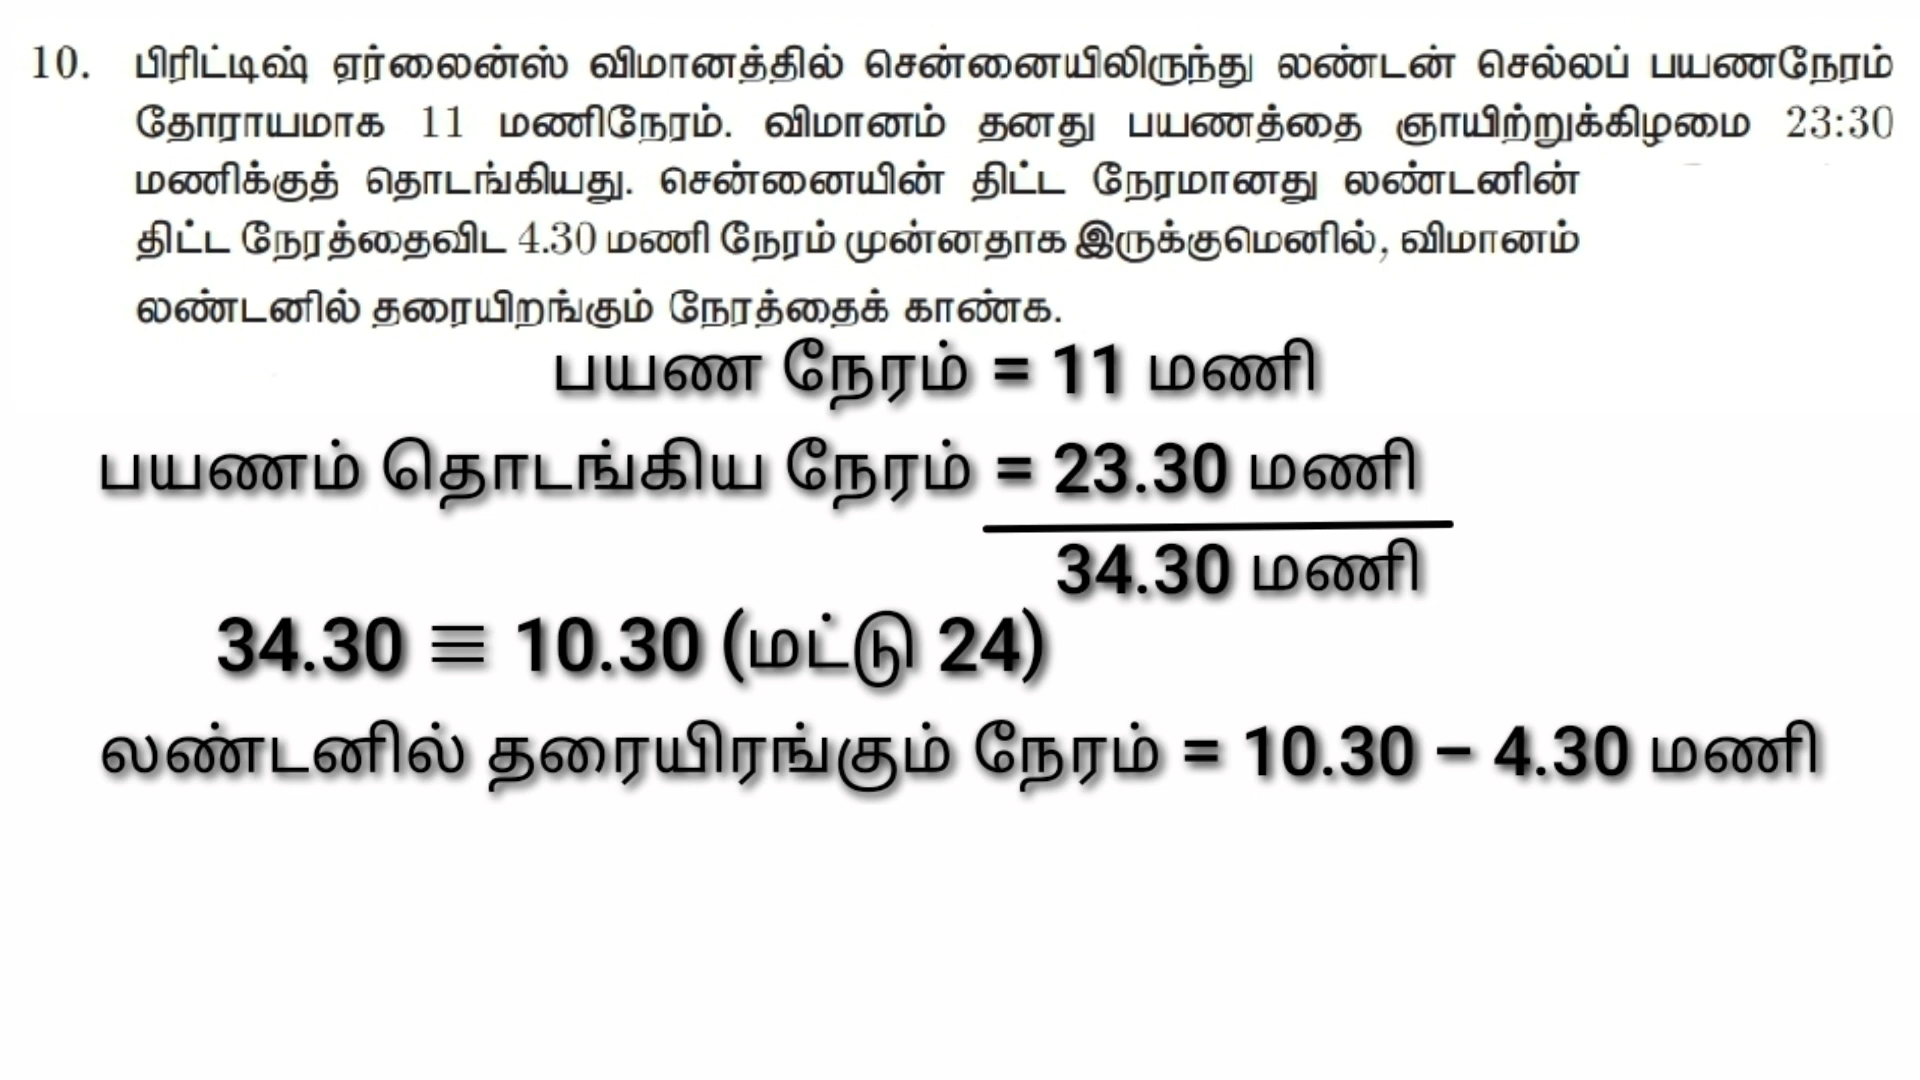 10. பிரிட்டிஷ் ஏர்லைன்ஸ் விமானத்தில் சென்னையிலிருந்து லண்டன் செல்லப் பயணநேரம்
தோராயமாக 11 மணிநேரம். விமானம் தனது பயணத்தை ஞாயிற்றுக்கிழமை 23:30
மணிக்குத் தொடங்கியது. சென்னையின் திட்ட நேரமானது லண்டனின்
திட்ட நேரத்தைவிட 4.30 மணி நேரம் முன்னதாக இருக்குமெனில், விமானம்
லண்டனில் தரையிறங்கும் நேரத்தைக் காண்க.
பயண நேரம் = 11 மணி
பயணம் தொடங்கிய நேரம் = 23.30 மணி
34.30 மணி
34.30 ≡ 10.30 (மட்டு 24)
லண்டனில் தரையிரங்கும் நேரம் = 10.30 – 4.30 மணி